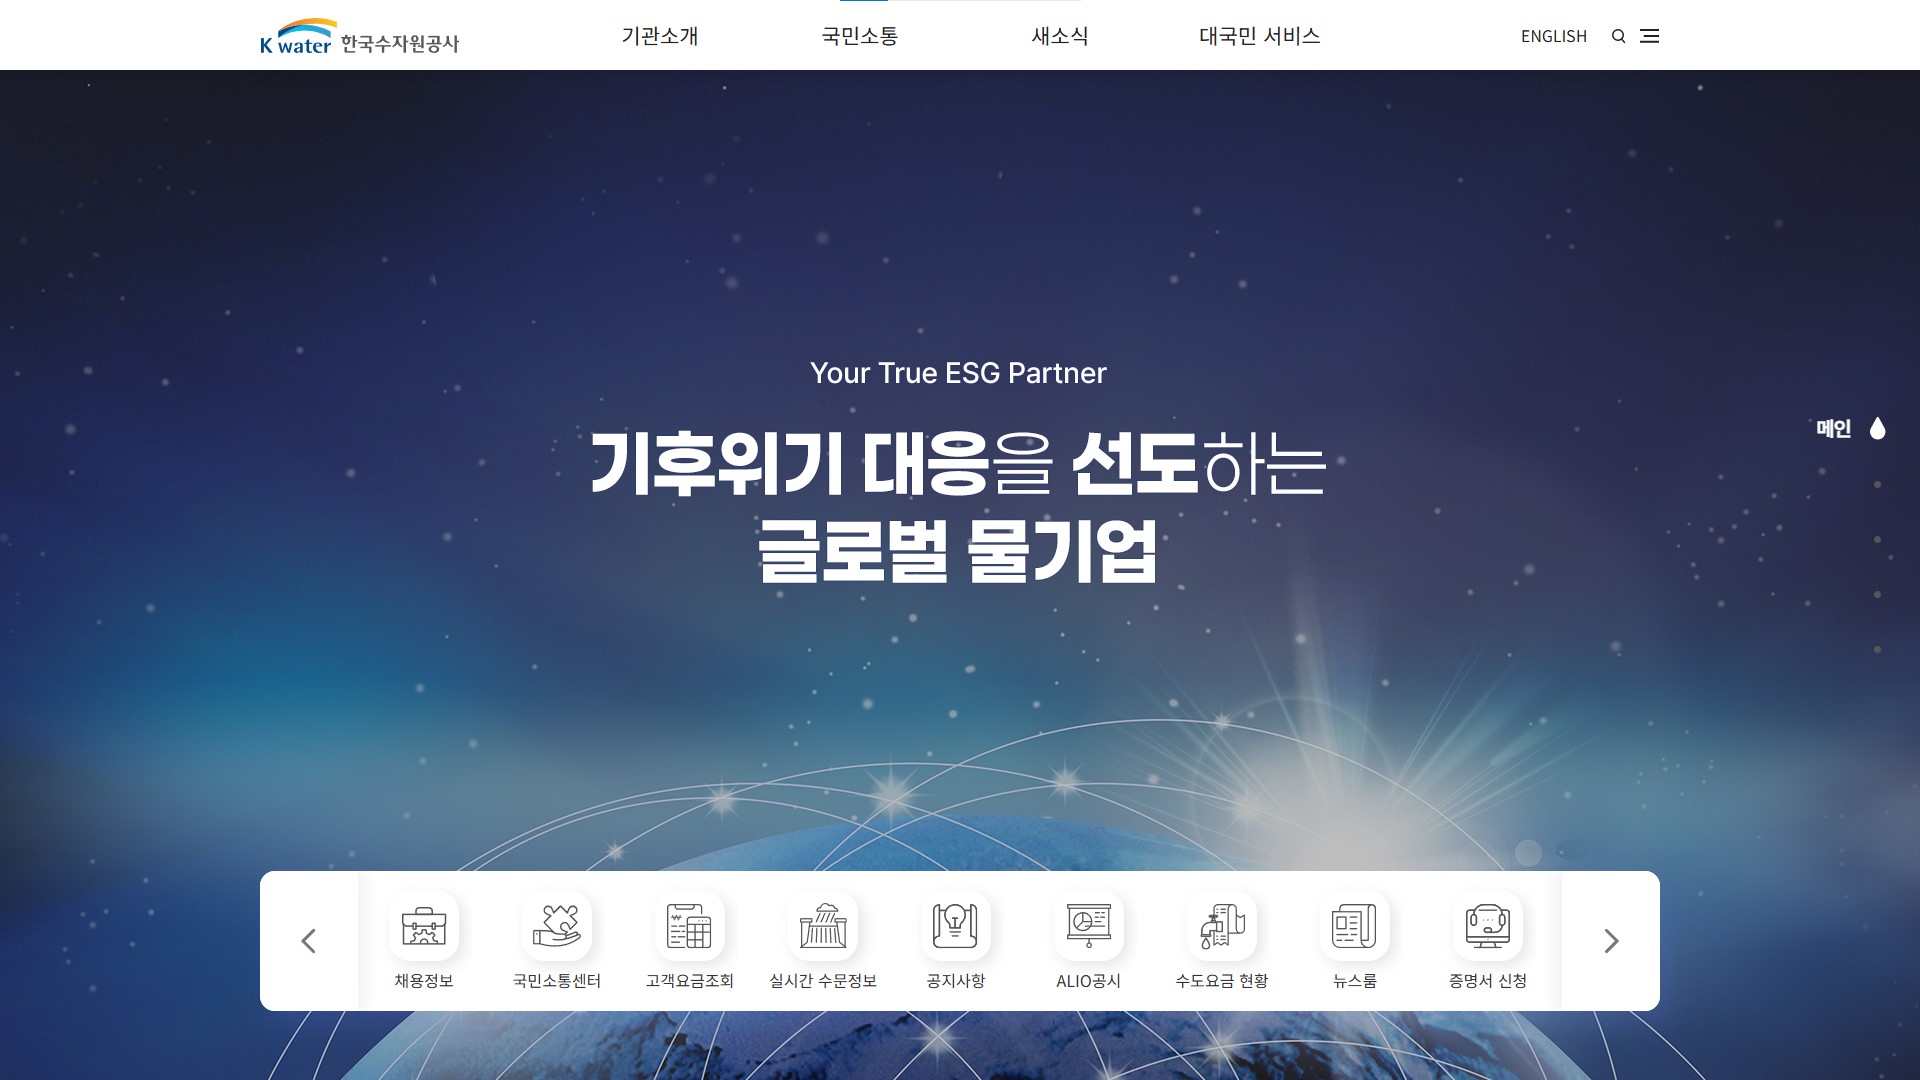 K water 한국수자원공사
기관소개
국민소통
새소식
대국민 서비스
ENGLISH
Your True ESG Partner
기후위기 대응을 선도하는
글로벌 물기업
메인
채용정보
국민소통센터
고객요금조회
실시간 수문정보
공지사항
ALIO공시
수도요금 현황
뉴스룸
증명서 신청